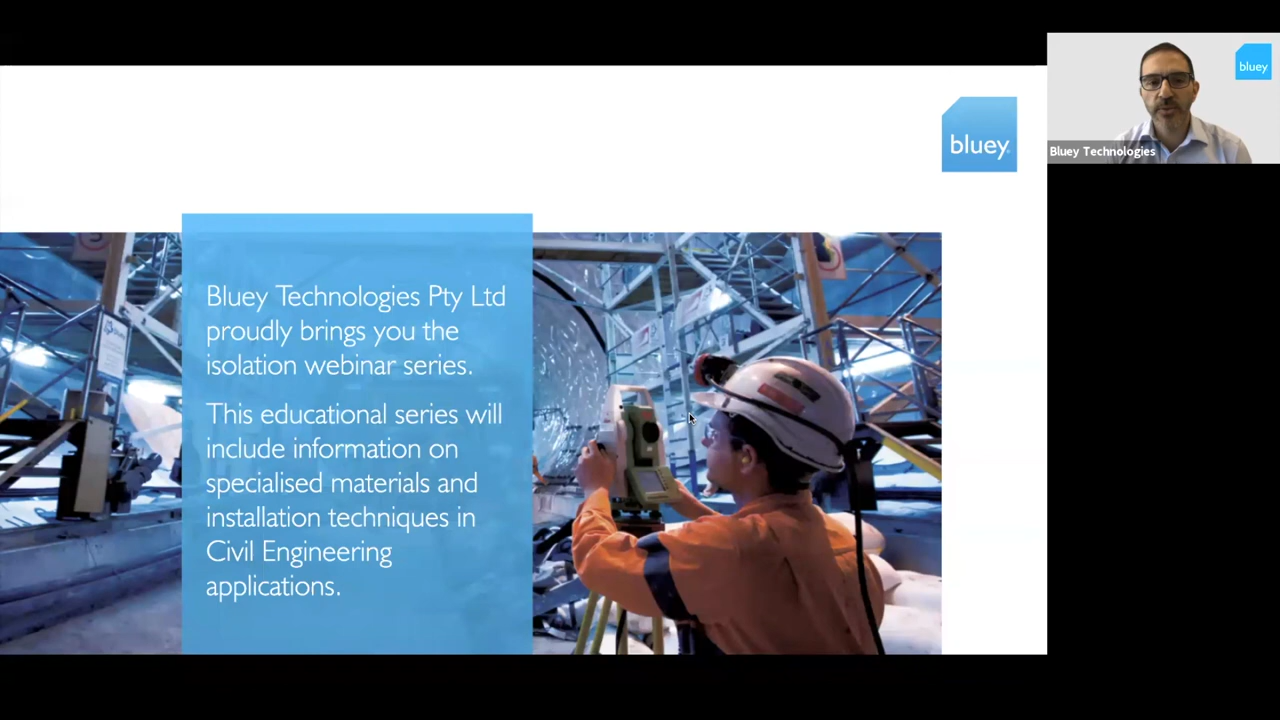 bluey
bluey
Bluey Technologies
Bluey Technologies Pty Ltd
proudly brings you the
isolation webinar series.
This educational series will
include information on
specialised materials and
installation techniques in
Civil Engineering
applications.